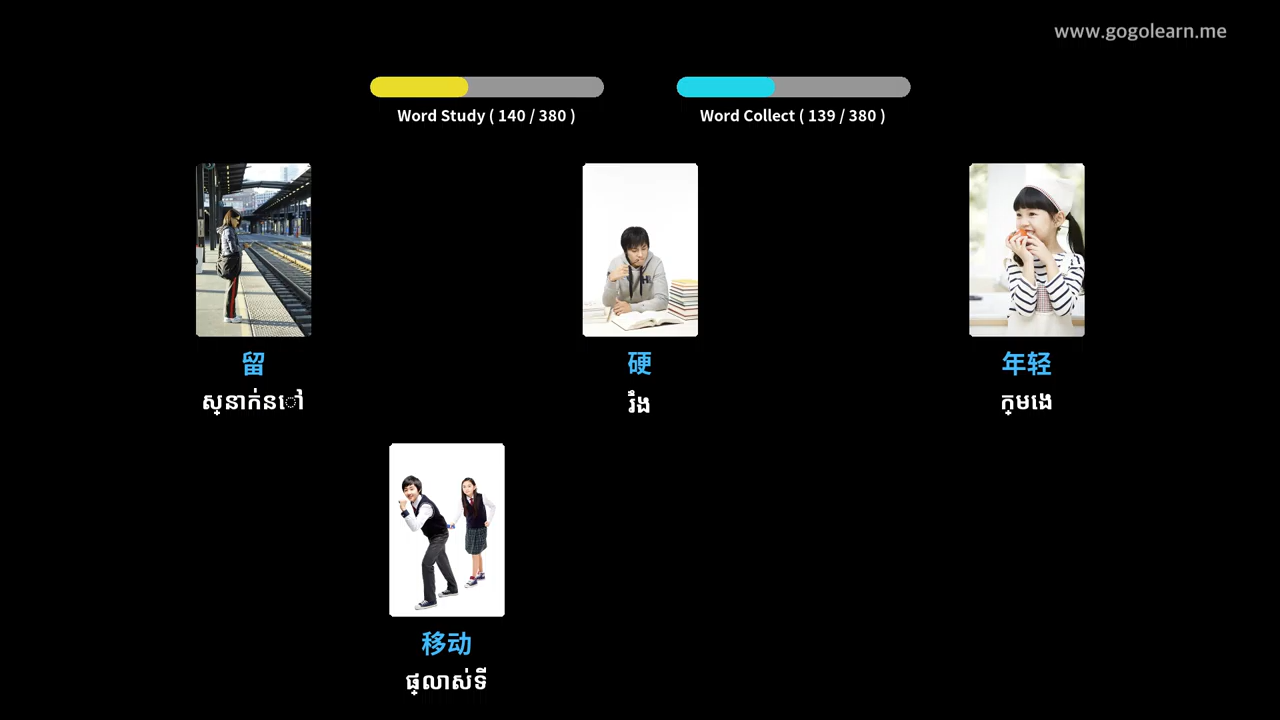 www.gogolearn.me
Word Study ( 140 / 380 )
Word Collect ( 139 / 380 )
留
ស្នាក់នៅ
硬
រឹង
年轻
ក្មេង
移动
ផ្លាស់ទី